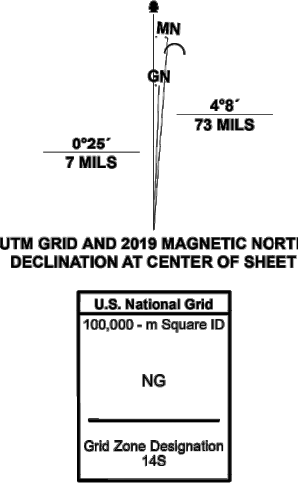 MN
GN
4°8´
73 MILS
0°25´
7 MILS
UTM GRID AND 2019 MAGNETIC NORT
DECLINATION AT CENTER OF SHEET
U.S. National Grid
100,000 - m Square ID
NG
Grid Zone Designation
14S